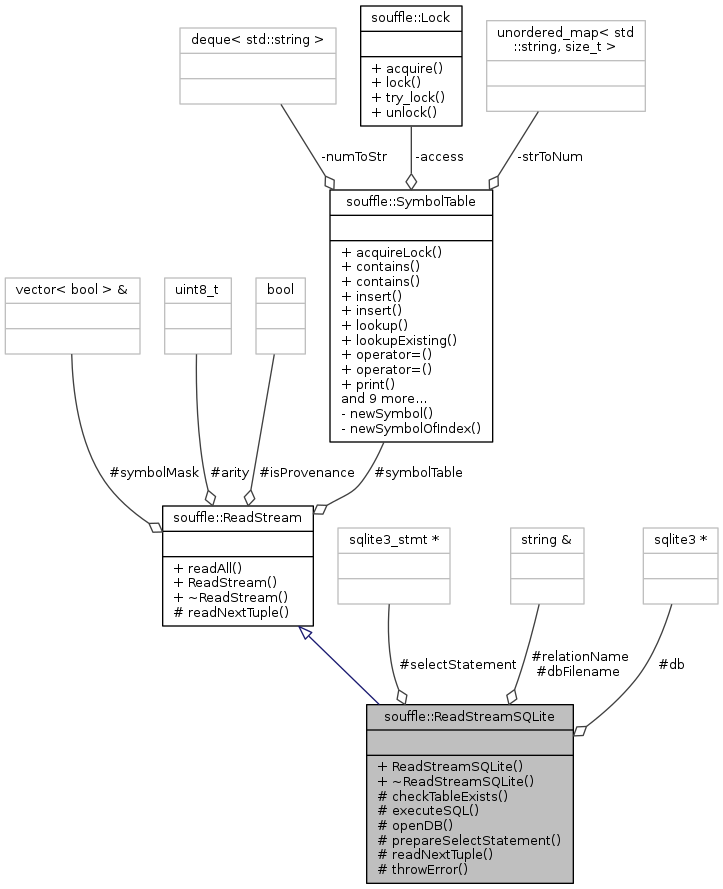 souffle::Lock
+ acquire()
+ lock()
+ try_lock()
+ unlock()
deque< std::string >
unordered_map< std
::string, size_t >
-numToStr
-access
-strToNum
souffle::SymbolTable
+ acquireLock()
+ contains()
+ contains()
+ insert()
+ insert()
+ lookup()
+ lookupExisting()
+ operator=()
+ operator=()
+ print()
and 9 more...
- newSymbol()
- newSymbolOfIndex()
vector< bool > &
uint8_t
bool
#symbolMask
#arity
#isProvenance
#symbolTable
souffle::ReadStream
+ readAll()
+ ReadStream()
+ ~ReadStream()
# readNextTuple()
sqlite3_stmt *
string &
sqlite3 *
#selectStatement
#relationName
#dbFilename
#db
souffle::ReadStreamSQLite
+ ReadStreamSQLite()
+ ~ReadStreamSQLite()
# checkTableExists()
# executeSQL()
# openDB()
# prepareSelectStatement()
# readNextTuple()
# throwError()